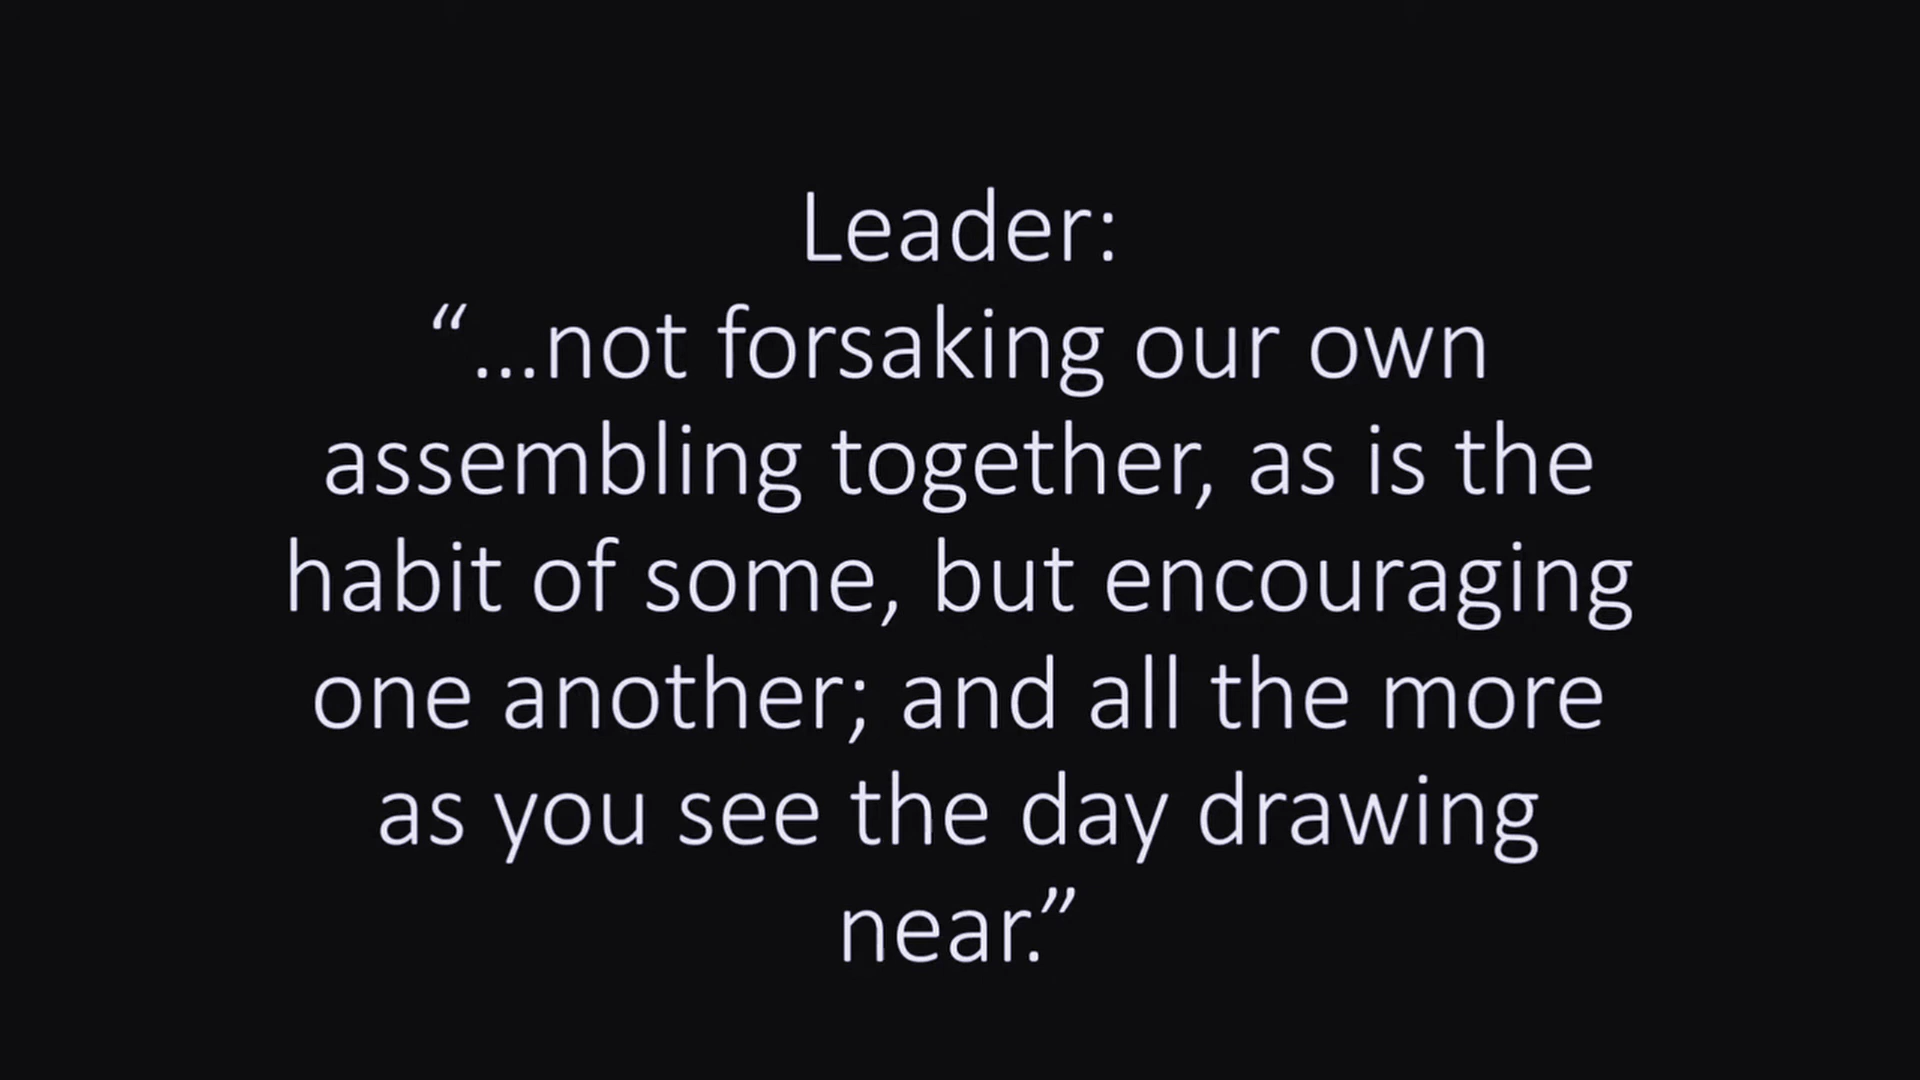 Leader:
“...not forsaking our own
assembling together, as is the
habit of some, but encouraging
one another; and all the more
as you see the day drawing
near.”